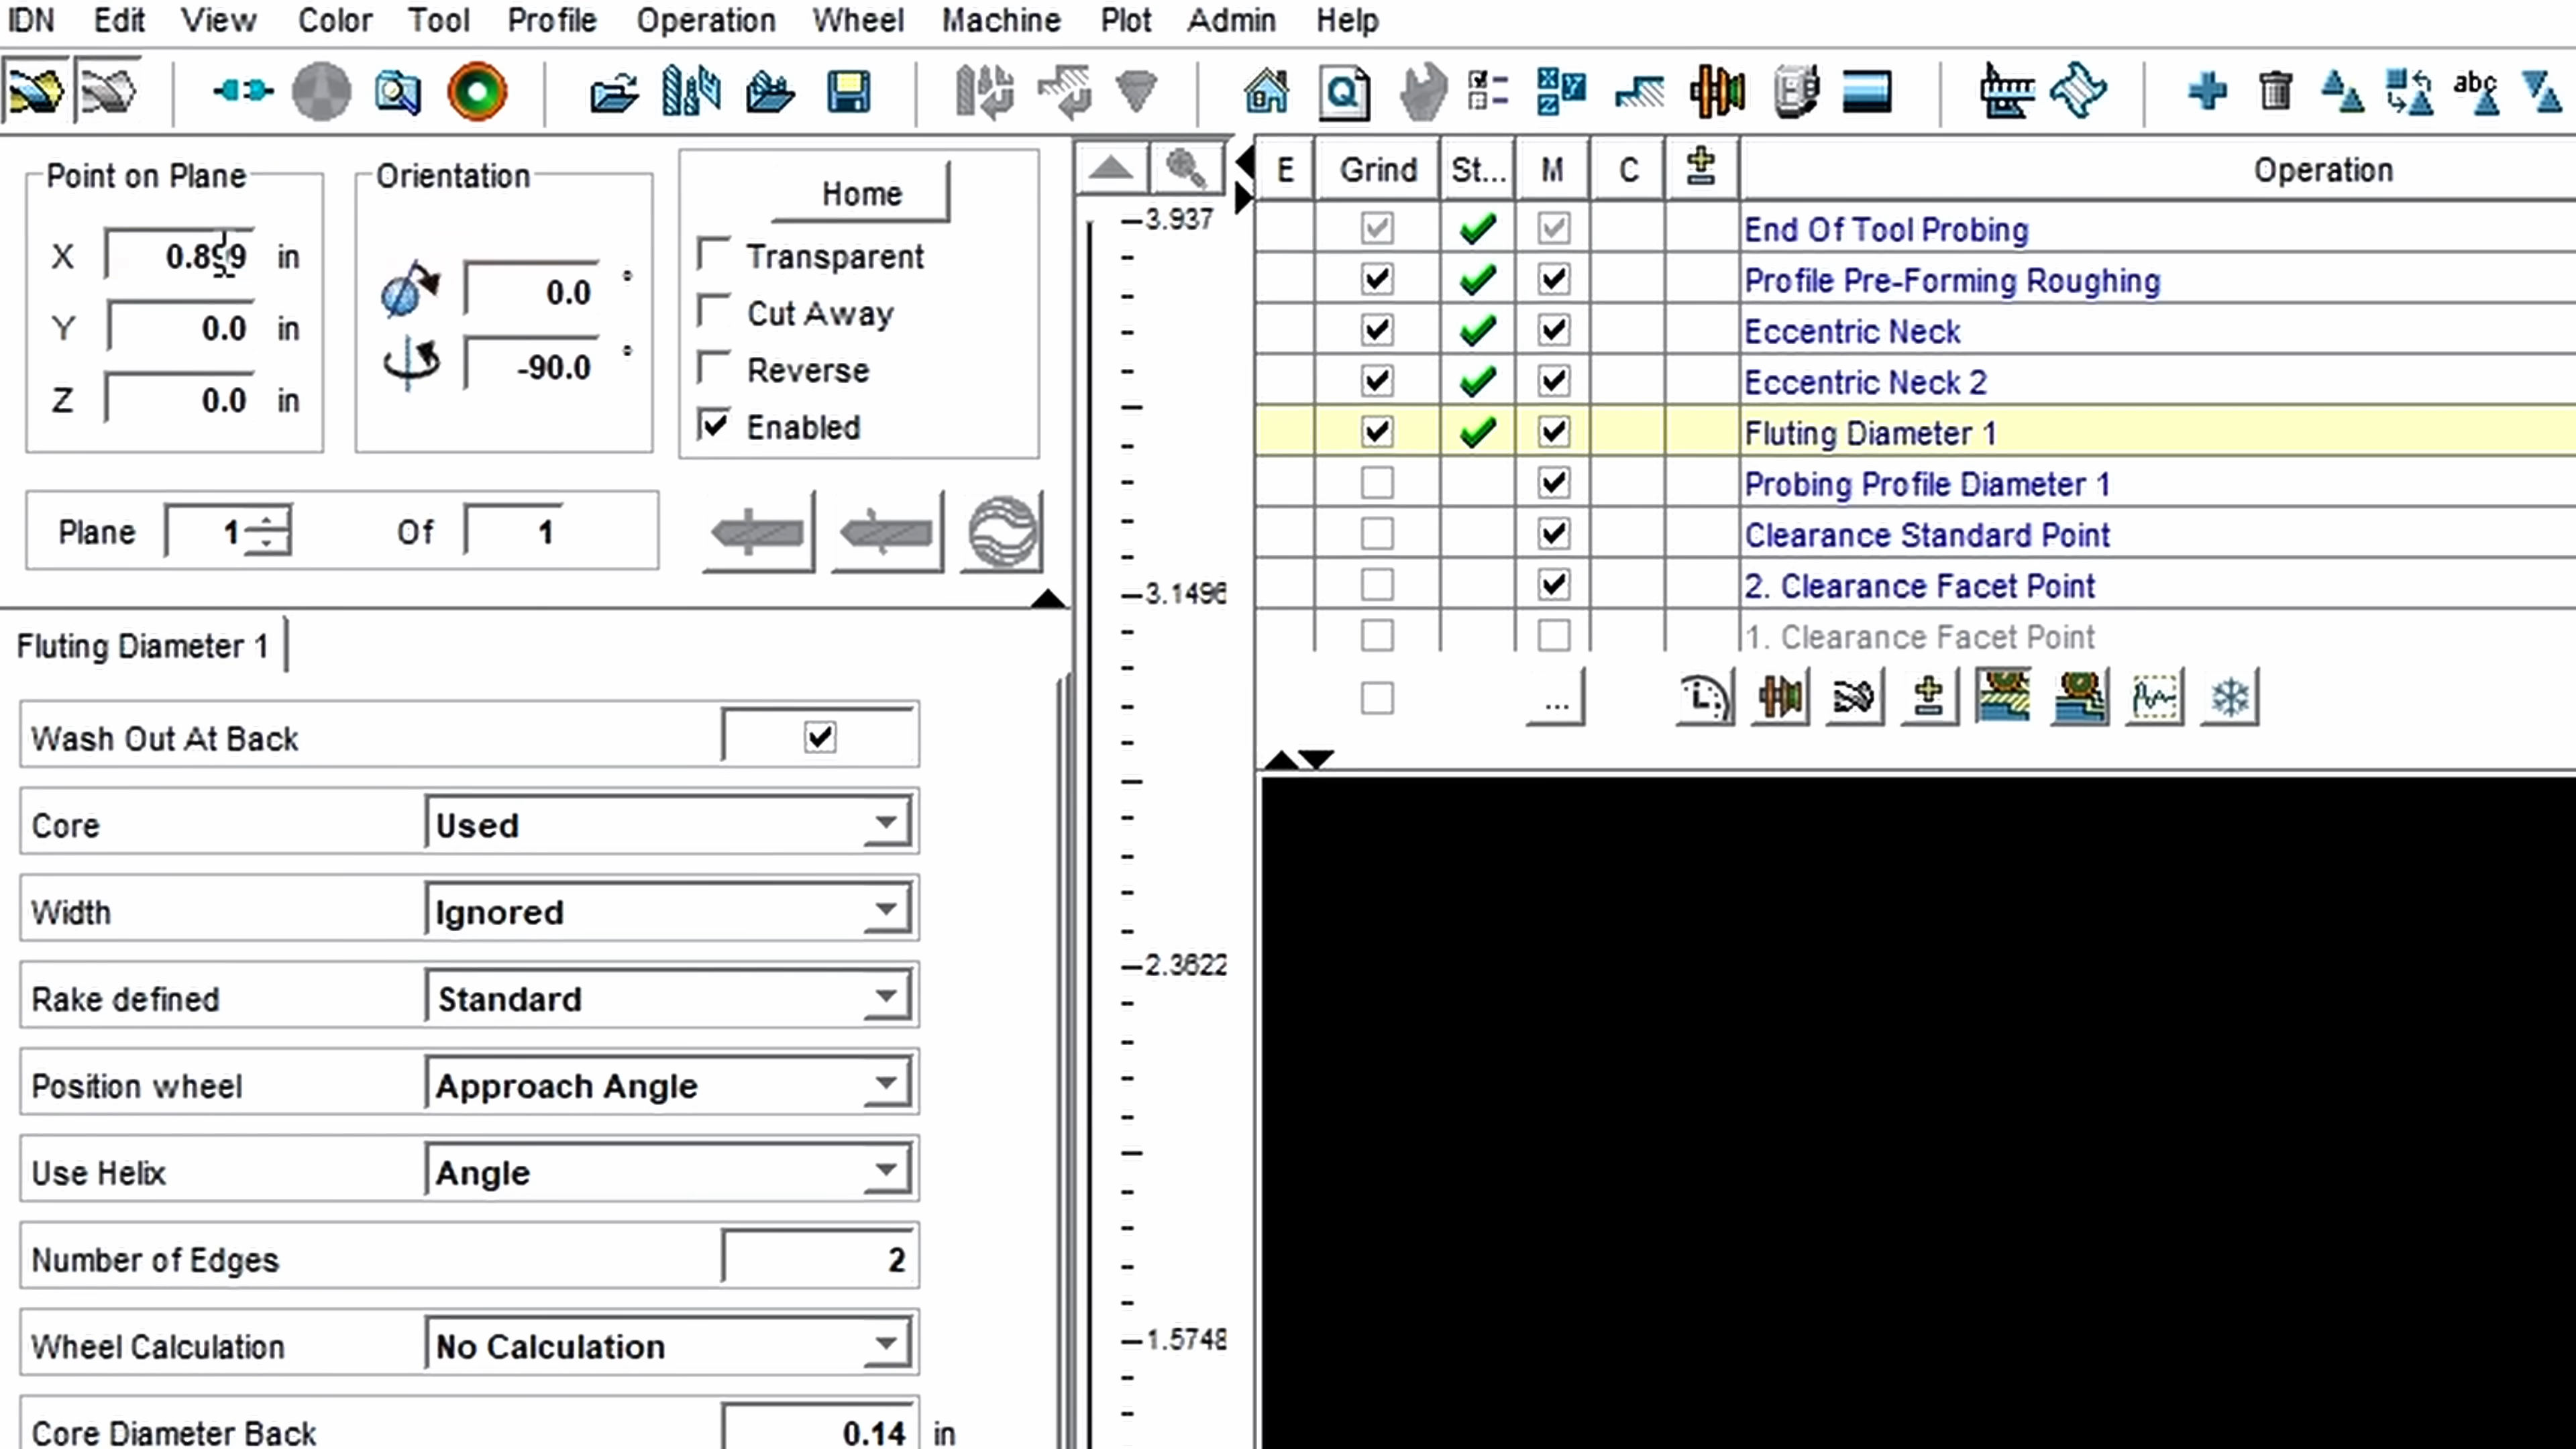 IDN Edit View Color Tool Profile Operation Wheel Machine Plot Admin Help
abc
Point on Plane
X 0.899 in
Y 0.0 in
Z 0.0 in
Orientation
0.0 °
-90.0 °
Home
Transparent
Cut Away
Reverse
Enabled
Plane 1 Of 1
Fluting Diameter 1
Wash Out At Back
Core Used
Width Ignored
Rake defined Standard
Position wheel Approach Angle
Use Helix Angle
Number of Edges 2
Wheel Calculation No Calculation
Core Diameter Back 0.14 in
3.937
3.1496
2.3622
1.5748
E Grind St... M C Operation
End Of Tool Probing
Profile Pre-Forming Roughing
Eccentric Neck
Eccentric Neck 2
Fluting Diameter 1
Probing Profile Diameter 1
Clearance Standard Point
2. Clearance Facet Point
1. Clearance Facet Point
...